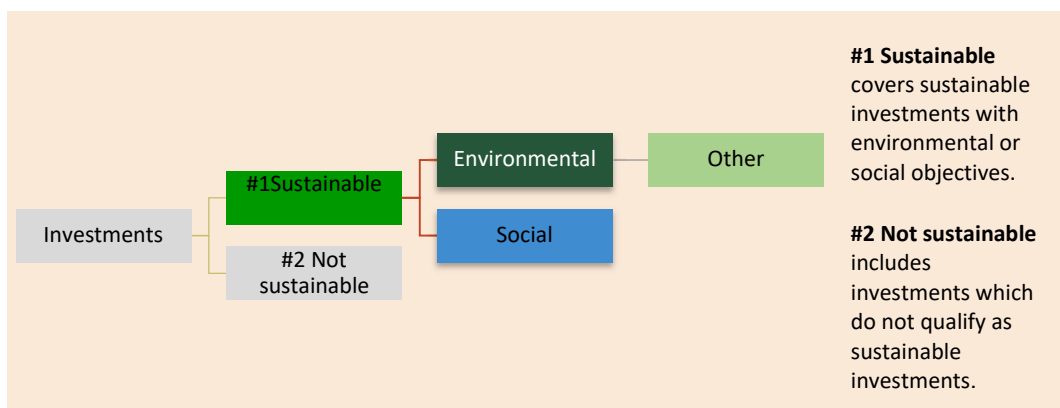 Investments
#1Sustainable
#2 Not
sustainable
Environmental
Social
Other
#1 Sustainable
covers sustainable
investments with
environmental or
social objectives.
#2 Not sustainable
includes
investments which
do not qualify as
sustainable
investments.